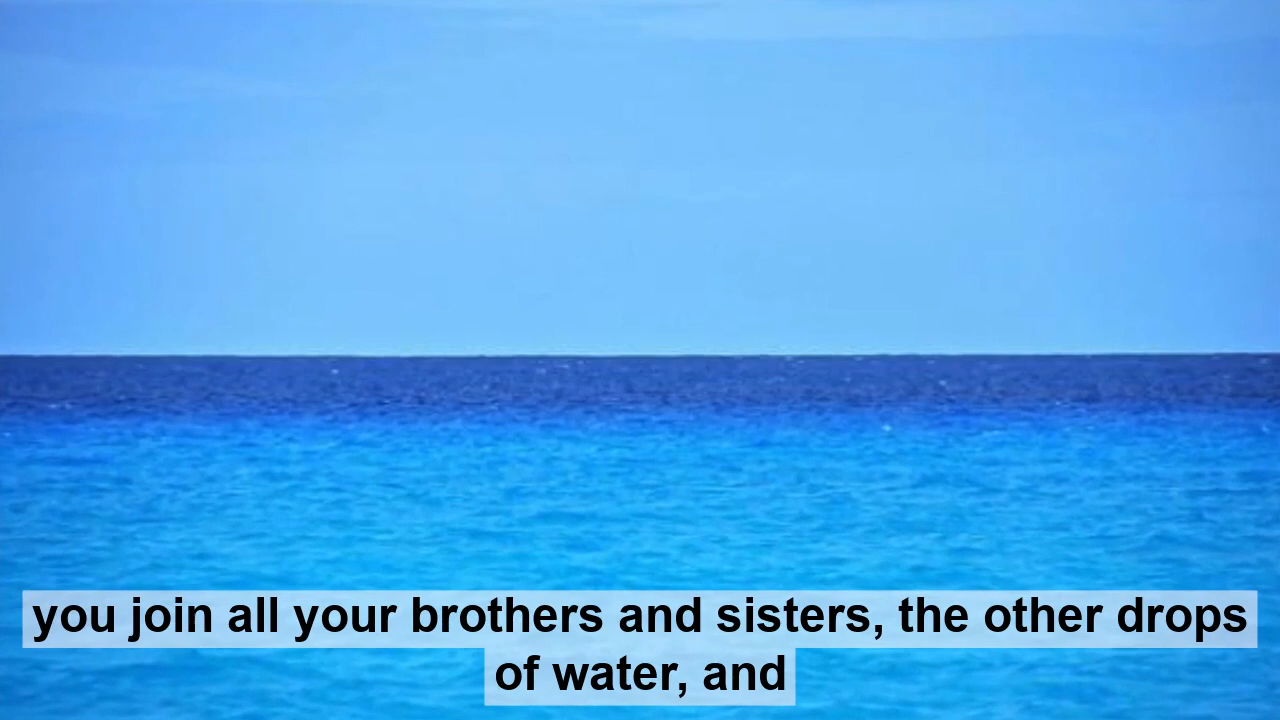 you join all your brothers and sisters, the other drops
of water, and